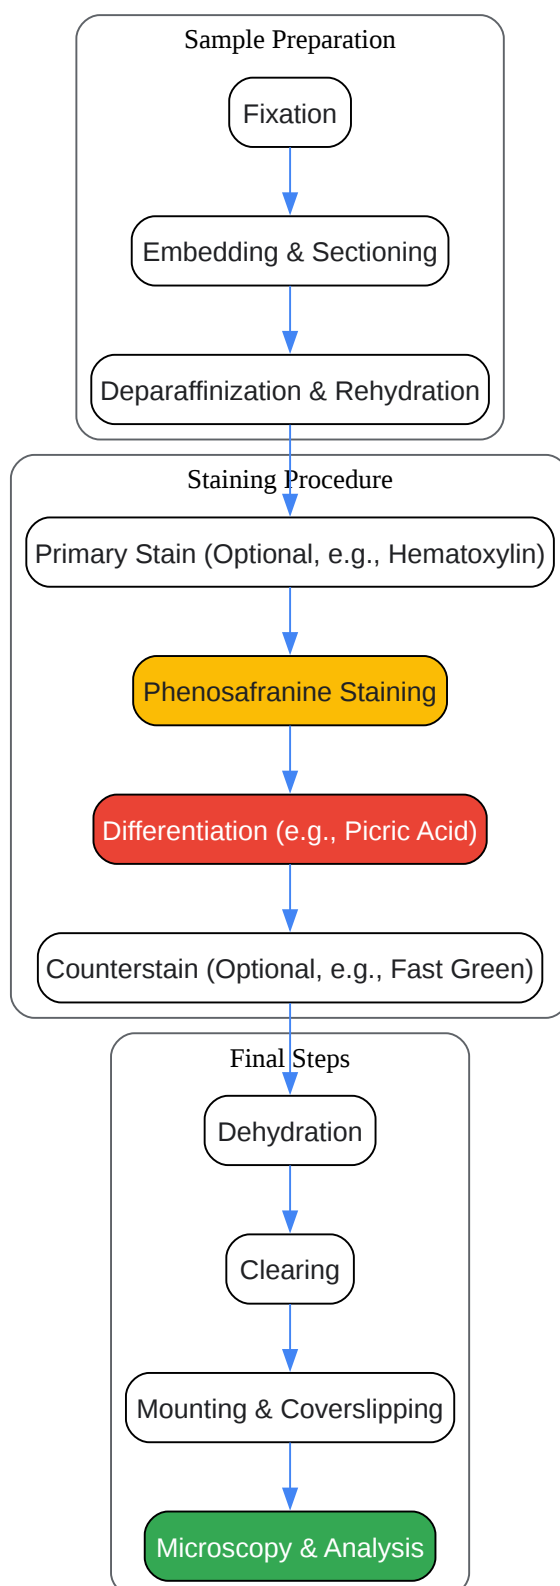 Sample Preparation
Fixation
Embedding & Sectioning
Deparaffinization & Rehydration
Staining Procedure
Primary Stain (Optional, e.g., Hematoxylin)
Phenosafranine Staining
Differentiation (e.g., Picric Acid)
Counterstain (Optional, e.g., Fast Green)
Final Steps
Dehydration
Clearing
Mounting & Coverslipping
Microscopy & Analysis